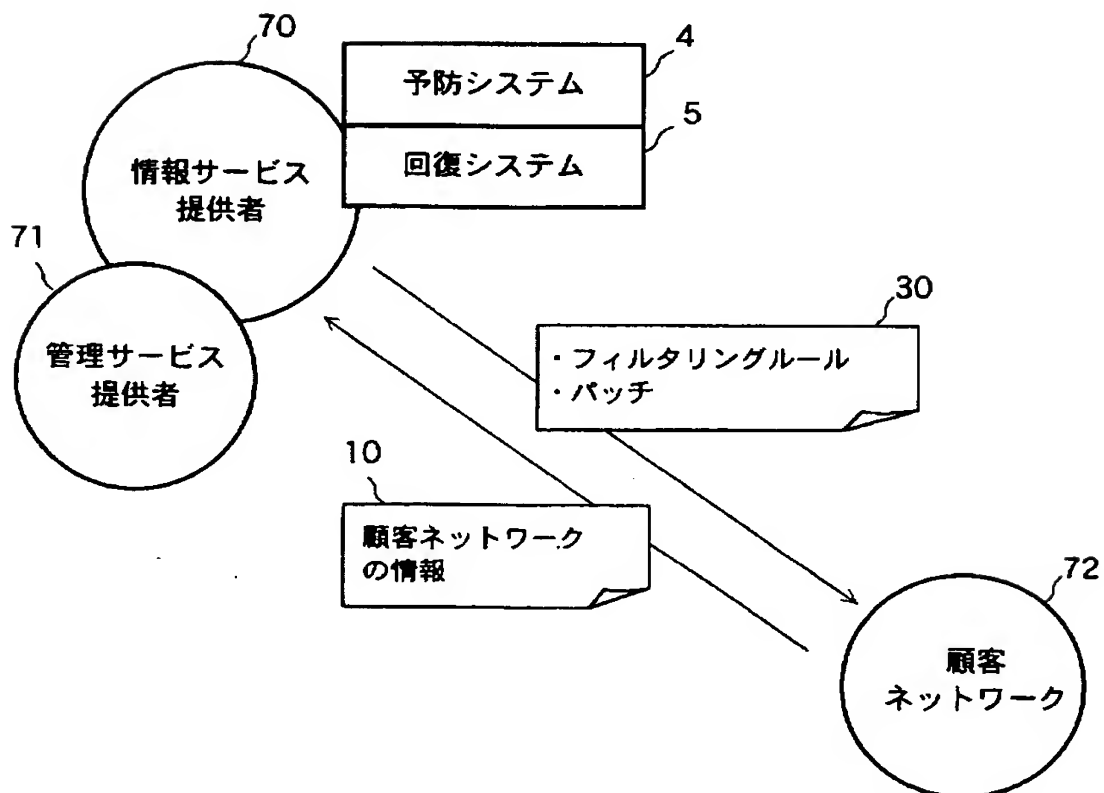 70
予防システム
4
回復システム
5
情報サービス
提供者
71
管理サービス
提供者
30
・フィルタリングルール
・パッチ
10
顧客ネットワーク
の情報
72
顧客
ネットワーク